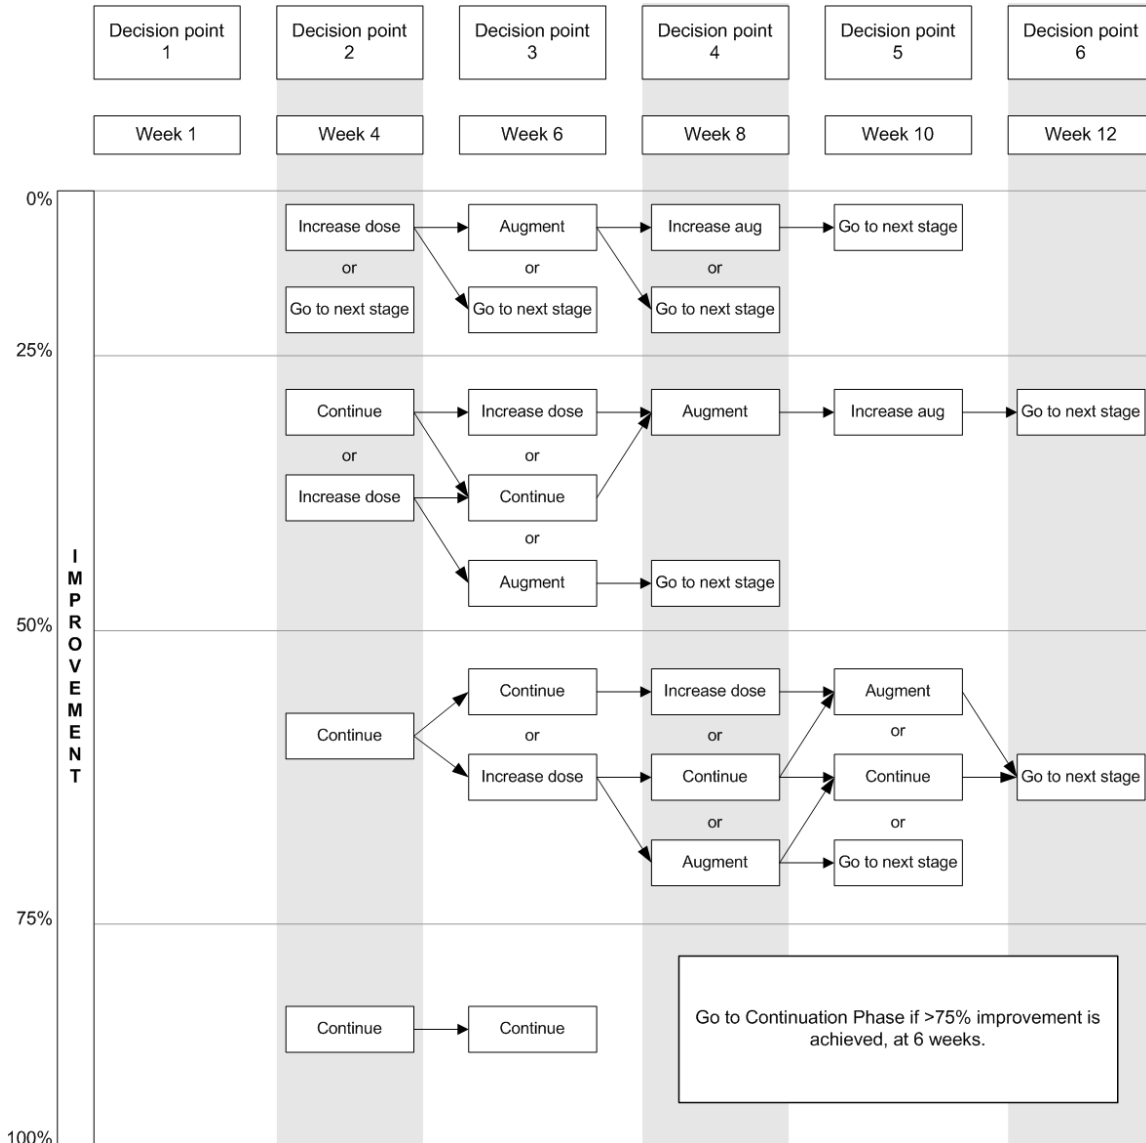 Decision point
1
Decision point
2
Decision point
3
Decision point
4
Decision point
5
Decision point
6
Week 1
Week 4
Week 6
Week 8
Week 10
Week 12
0%
Increase dose
Augment
Increase aug
Go to next stage
or
or
or
Go to next stage
Go to next stage
Go to next stage
25%
Continue
Increase dose
Augment
Increase aug
Go to next stage
or
or
Increase dose
Continue
or
Augment
Go to next stage
50%
IMPROVEMENT
Continue
Increase dose
Augment
Continue
or
or
or
Increase dose
Continue
Continue
Go to next stage
or
or
Augment
Go to next stage
75%
Continue
Continue
Go to Continuation Phase if >75% improvement is
achieved, at 6 weeks.
100%